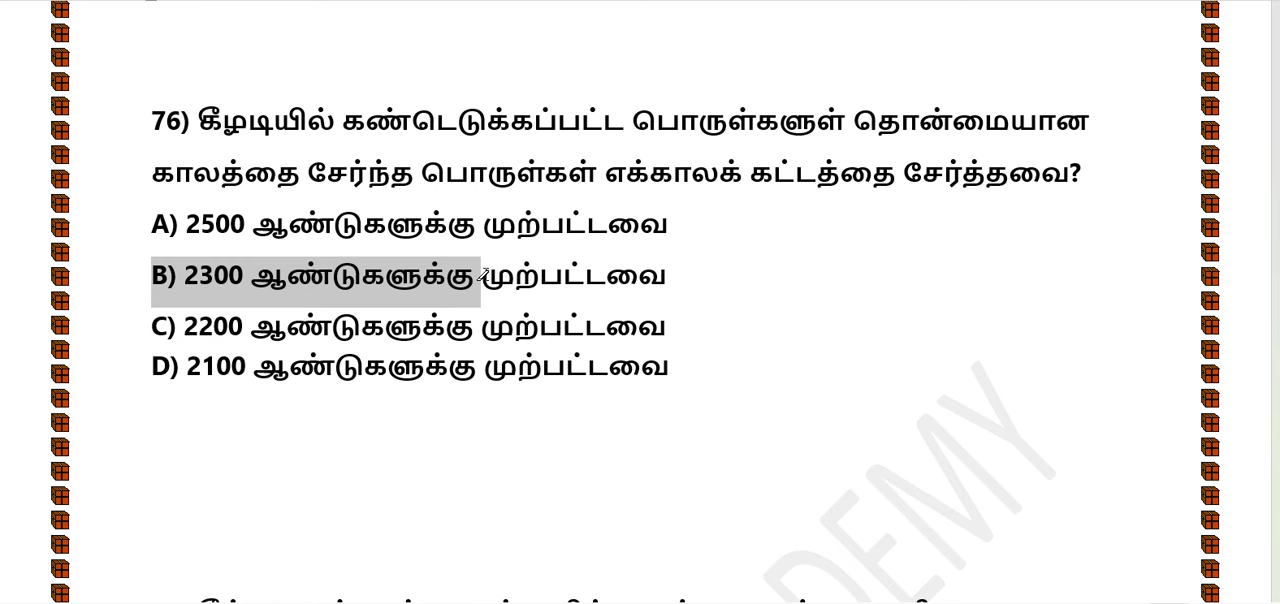 76) கீழடியில் கண்டெடுக்கப்பட்ட பொருள்களுள் தொன்மையான
காலத்தை சேர்ந்த பொருள்கள் எக்காலக் கட்டத்தை சேர்த்தவை?
A) 2500 ஆண்டுகளுக்கு முற்பட்டவை
B) 2300 ஆண்டுகளுக்கு முற்பட்டவை
C) 2200 ஆண்டுகளுக்கு முற்பட்டவை
D) 2100 ஆண்டுகளுக்கு முற்பட்டவை
DEMY